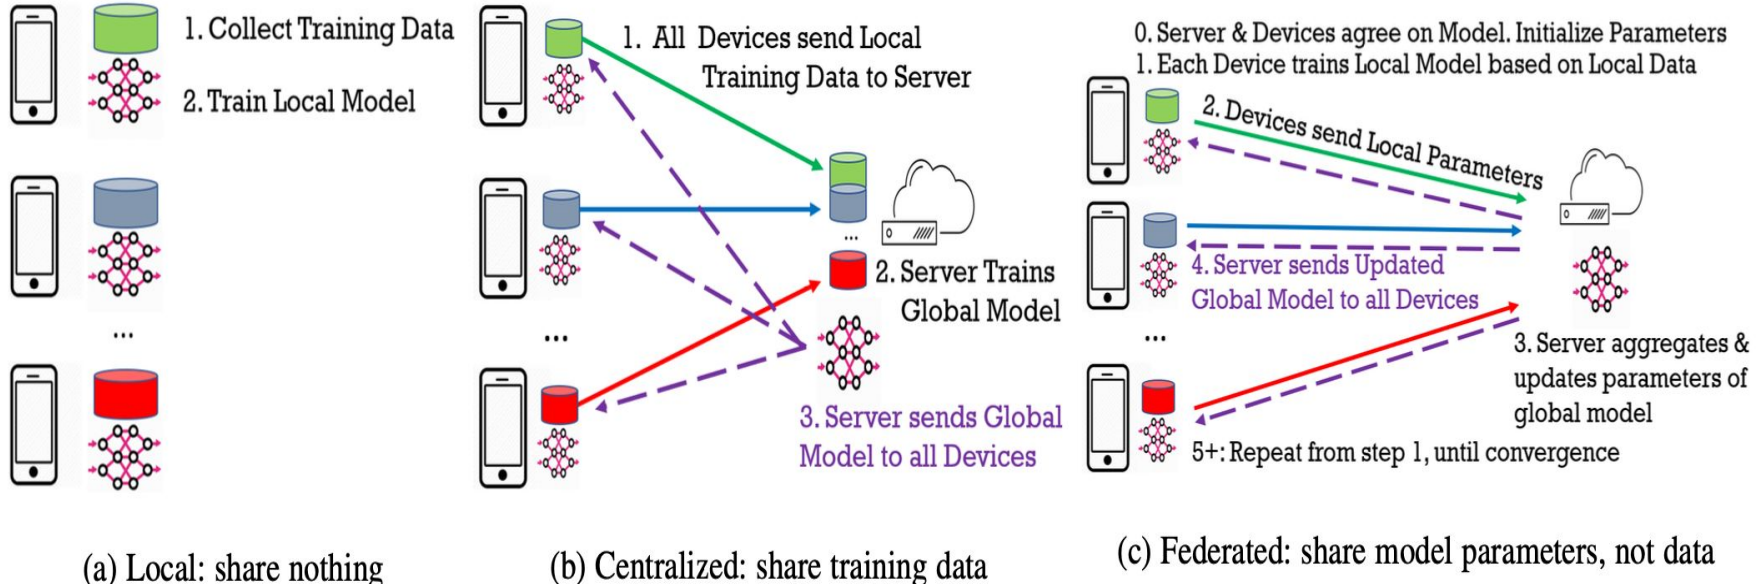 1. Collect Training Data
2. Train Local Model
...
(a) Local: share nothing
1. All Devices send Local
Training Data to Server
...
2. Server Trains
Global Model
...
3. Server sends Global
Model to all Devices
(b) Centralized: share training data
0. Server & Devices agree on Model. Initialize Parameters
1. Each Device trains Local Model based on Local Data
2. Devices send Local Parameters
4. Server sends Updated
Global Model to all Devices
...
3. Server aggregates &
updates parameters of
global model
5+: Repeat from step 1, until convergence
(c) Federated: share model parameters, not data